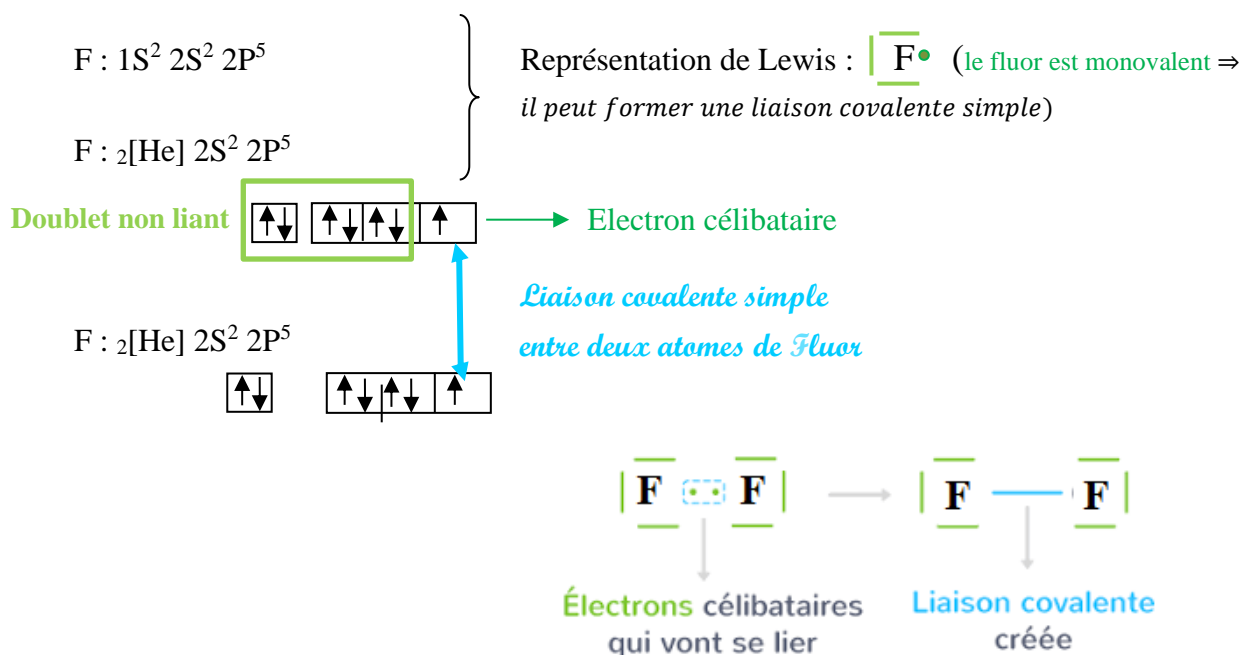 F : 1S² 2S² 2P⁵
Représentation de Lewis : F• (le fluor est monovalent ⇒
il peut former une liaison covalente simple)
F : ₂[He] 2S² 2P⁵
Doublet non liant
Electron célibataire
Liaison covalente simple
entre deux atomes de Fluor
F : ₂[He] 2S² 2P⁵
F F F F
Électrons célibataires
qui vont se lier
Liaison covalente
créée